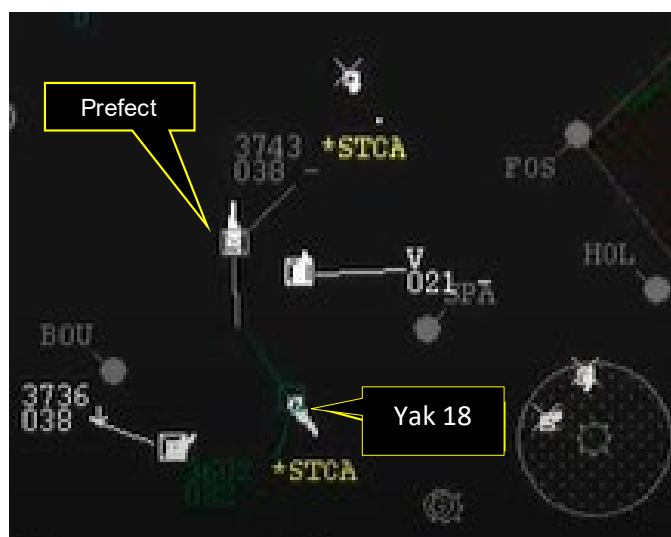 Prefect
3743 *STCA
038 -
FOS
V
021 -
HOL
SPA
BOU
3736
038
Yak 18
*STCA